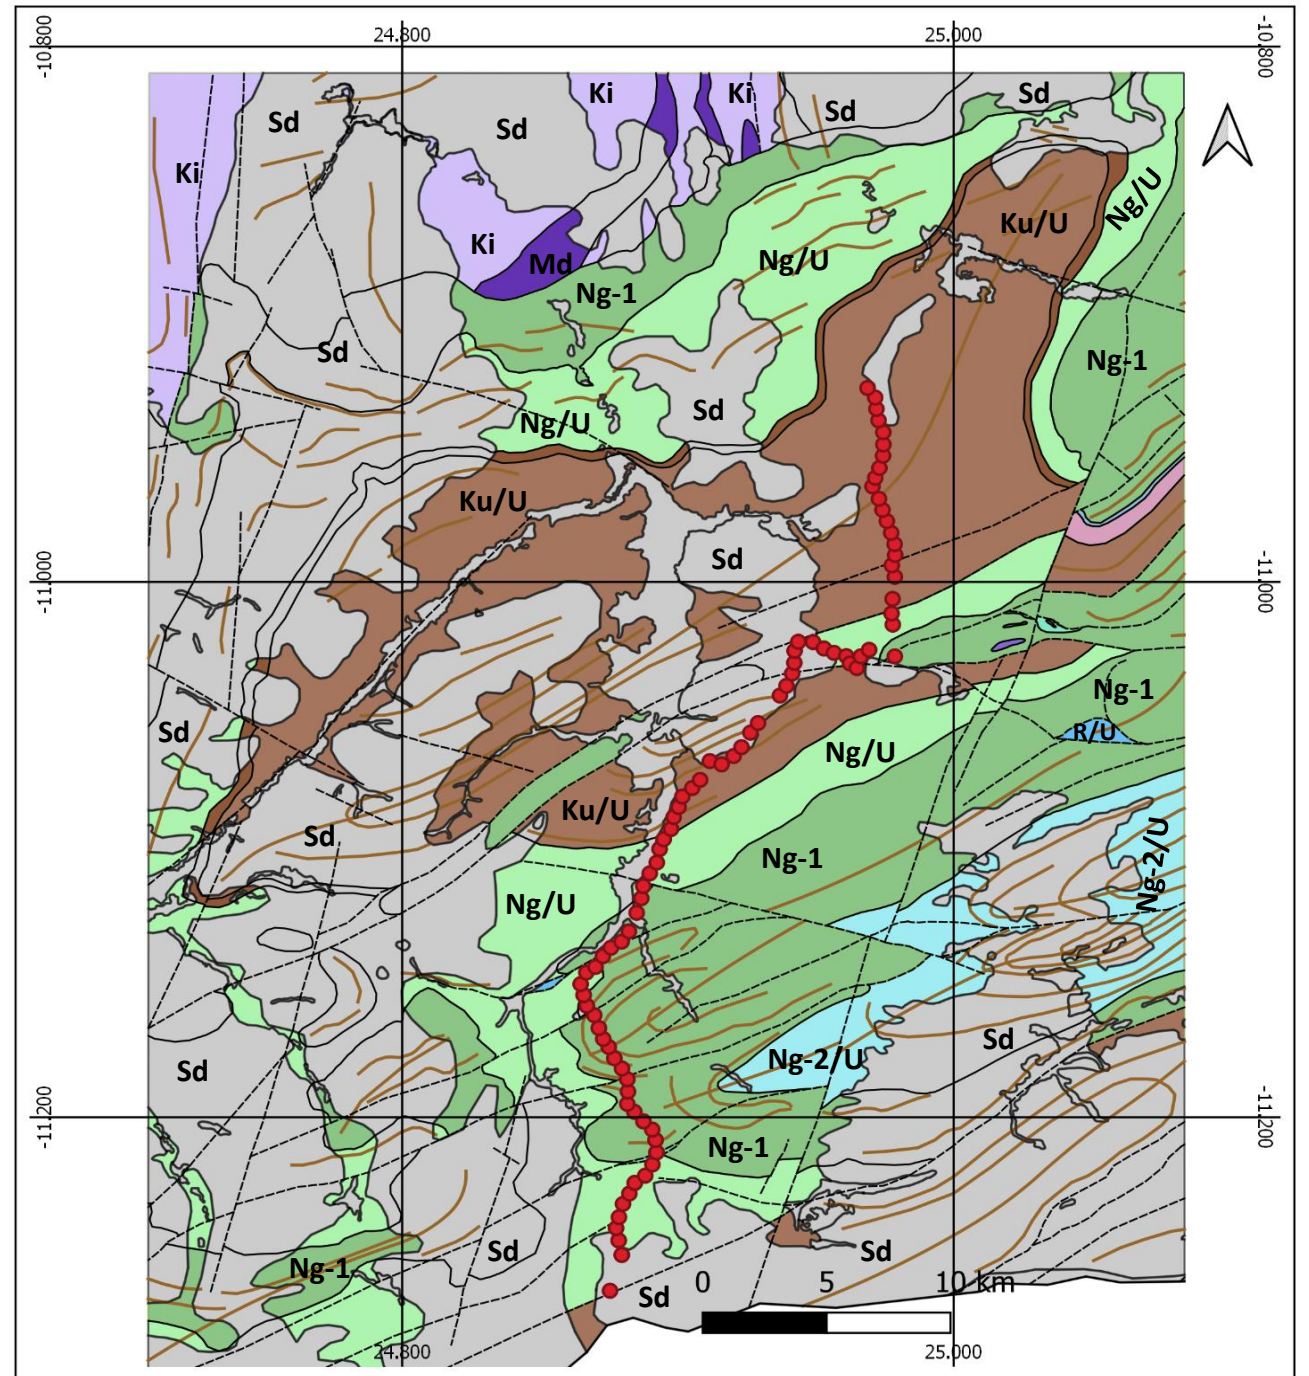 24.800 25.000
-10.800 -10.800
Ki Ki Sd Sd
Sd Sd
Ki Ng/U
Ku/U
Ki Md Ng/U
Ng-1
Sd Ng-1
Ng/U Sd
Ku/U
Sd
-11.000 -11.000
Ng-1
Sd R/U
Ng/U
Ku/U
Sd
Ng-1 Ng-2/U
Ng/U
Sd
Sd Ng-2/U
-11.200 -11.200
Ng-1
Sd Sd
Ng-1 0 5 10 km
Sd
24.800 25.000